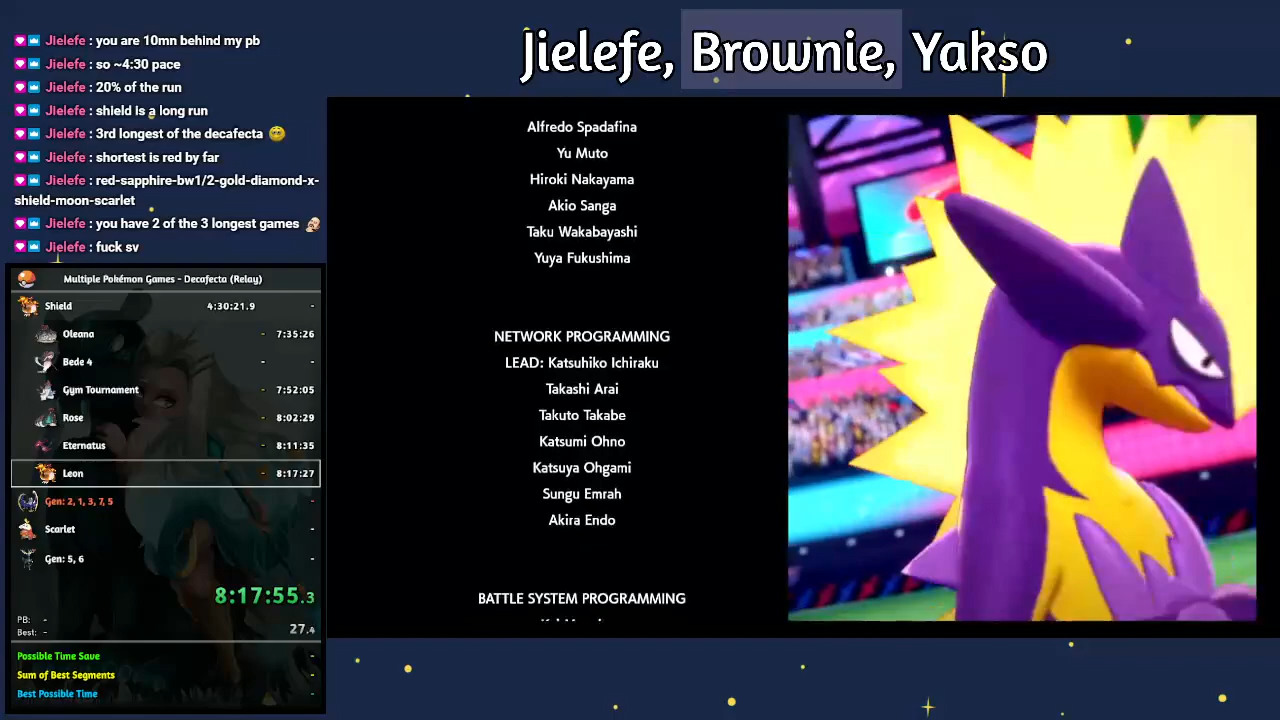 Jielefe : you are 10mn behind my pb
Jielefe : so ~4:30 pace
Jielefe : 20% of the run
Jielefe : shield is a long run
Jielefe : 3rd longest of the decafecta
Jielefe : shortest is red by far
Jielefe : red-sapphire-bw1/2-gold-diamond-x-
shield-moon-scarlet
Jielefe : you have 2 of the 3 longest games
Jielefe : fuck sv
Jielefe, Brownie, Yakso
Multiple Pokémon Games - Decafecta (Relay)
Shield 4:30:21.9 -
Oleana - 7:35:26
Bede 4 - -
Gym Tournament - 7:52:05
Rose - 8:02:29
Eternatus - 8:11:35
Leon - 8:17:27
Gen: 2, 1, 3, 7, 5 -
Scarlet -
Gen: 5, 6 -
8:17:55.3
PB: -
Best: - 27.4
Possible Time Save -
Sum of Best Segments -
Best Possible Time -
Alfredo Spadafina
Yu Muto
Hiroki Nakayama
Akio Sanga
Taku Wakabayashi
Yuya Fukushima
NETWORK PROGRAMMING
LEAD: Katsuhiko Ichiraku
Takashi Arai
Takuto Takabe
Katsumi Ohno
Katsuya Ohgami
Sungu Emrah
Akira Endo
BATTLE SYSTEM PROGRAMMING